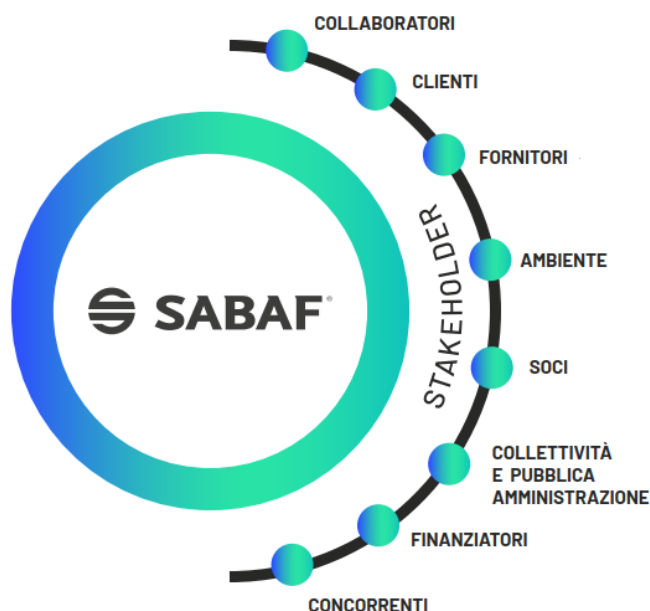 COLLABORATORI
CLIENTI
FORNITORI
AMBIENTE
STAKEHOLDER
SABAF®
SOCI
COLLETTIVITÀ
E PUBBLICA
AMMINISTRAZIONE
FINANZIATORI
CONCORRENTI